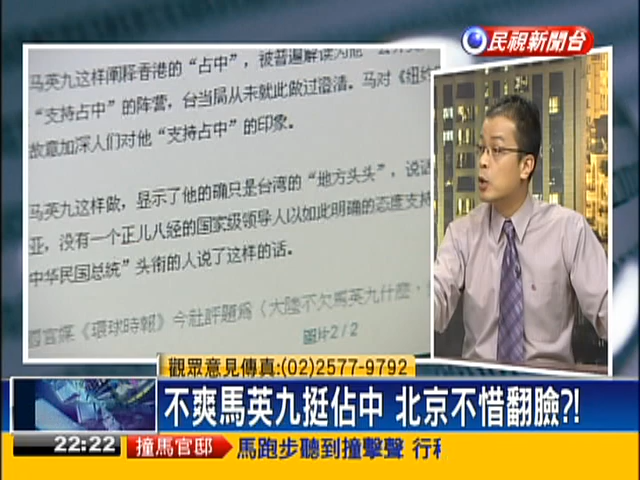 民視新聞台
马英九这样阐释香港的“占中”，被普遍解读为他
“支持占中”的阵营，台当局从未就此做过澄清。马对《纽约
故意加深人们对他“支持占中”的印象。
马英九这样做，显示了他的确只是台湾的“地方头头”，说话
亚，没有一个正儿八经的国家级领导人以如此明确的态度支持
中华民国总统”头衔的人说了这样的话。
官媒《環球時報》今社評題為〈大陸不欠馬英九什麼，
圖片2/2
觀眾意見傳真:(02)2577-9792
不爽馬英九挺佔中 北京不惜翻臉?!
22:22 撞馬官邸 馬跑步聽到撞擊聲 行禾